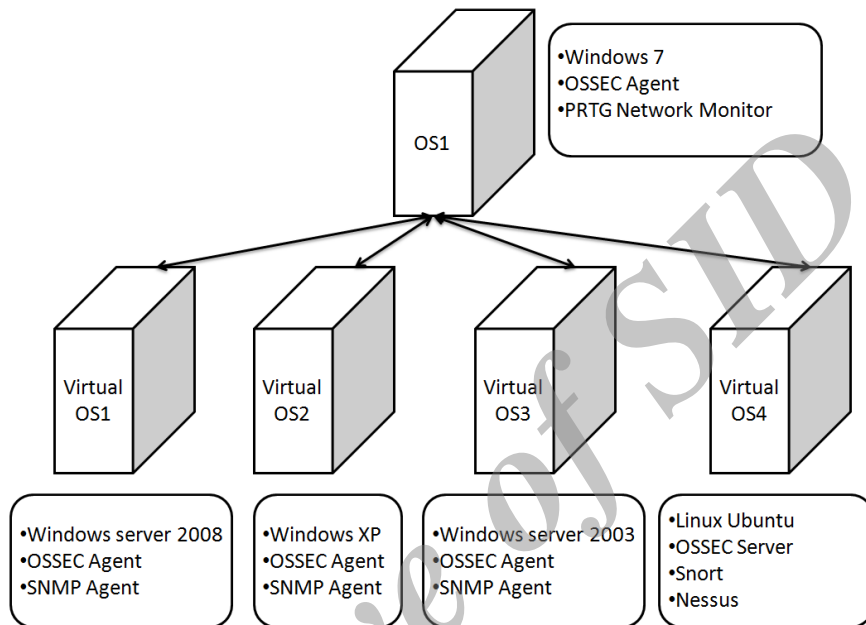 OS1
•Windows 7
•OSSEC Agent
•PRTG Network Monitor
Virtual
OS1
Virtual
OS2
Virtual
OS3
Virtual
OS4
•Windows server 2008
•OSSEC Agent
•SNMP Agent
•Windows XP
•OSSEC Agent
•SNMP Agent
•Windows server 2003
•OSSEC Agent
•SNMP Agent
•Linux Ubuntu
•OSSEC Server
•Snort
•Nessus
of SID